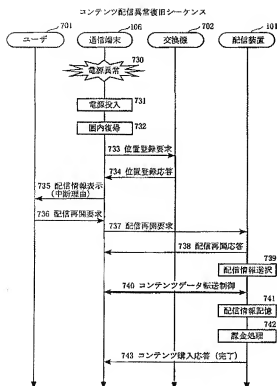 コンテンツ配信異常復旧シーケンス
701
106
702
101
ユーザ
通信端末
交換機
配信装置
730
電源異常
電源投入 731
圏内復帰 732
733 位置登録要求
734 位置登録応答
735 配信情報表示
(中断理由)
736 配信再開要求
737 配信再開要求
738 配信再開応答
739
配信情報選択
740 コンテンツデータ転送制御
741
配信情報記憶
742
課金処理
743 コンテンツ購入応答 (完了)